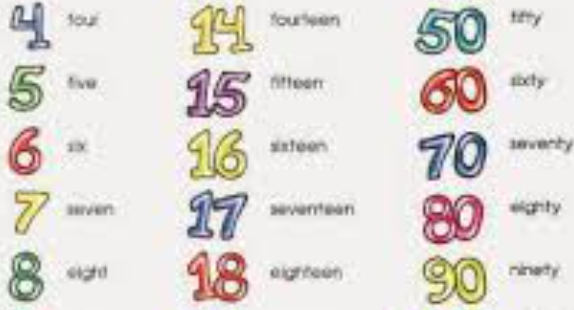 4 four 14 fourteen 50 fifty
5 five 15 fifteen 60 sixty
6 six 16 sixteen 70 seventy
7 seven 17 seventeen 80 eighty
8 eight 18 eighteen 90 ninety